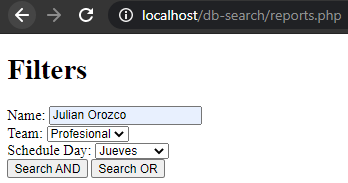 localhost/db-search/reports.php
Filters
Name: Julian Orozco
Team: Profesional
Schedule Day: Jueves
Search AND Search OR